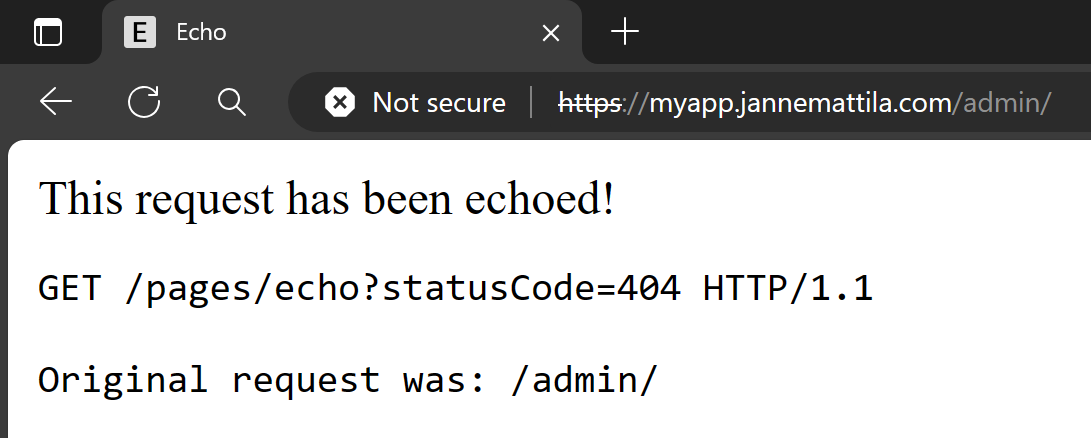 E Echo
Not secure https://myapp.jannemattila.com/admin/
This request has been echoed!
GET /pages/echo?statusCode=404 HTTP/1.1
Original request was: /admin/